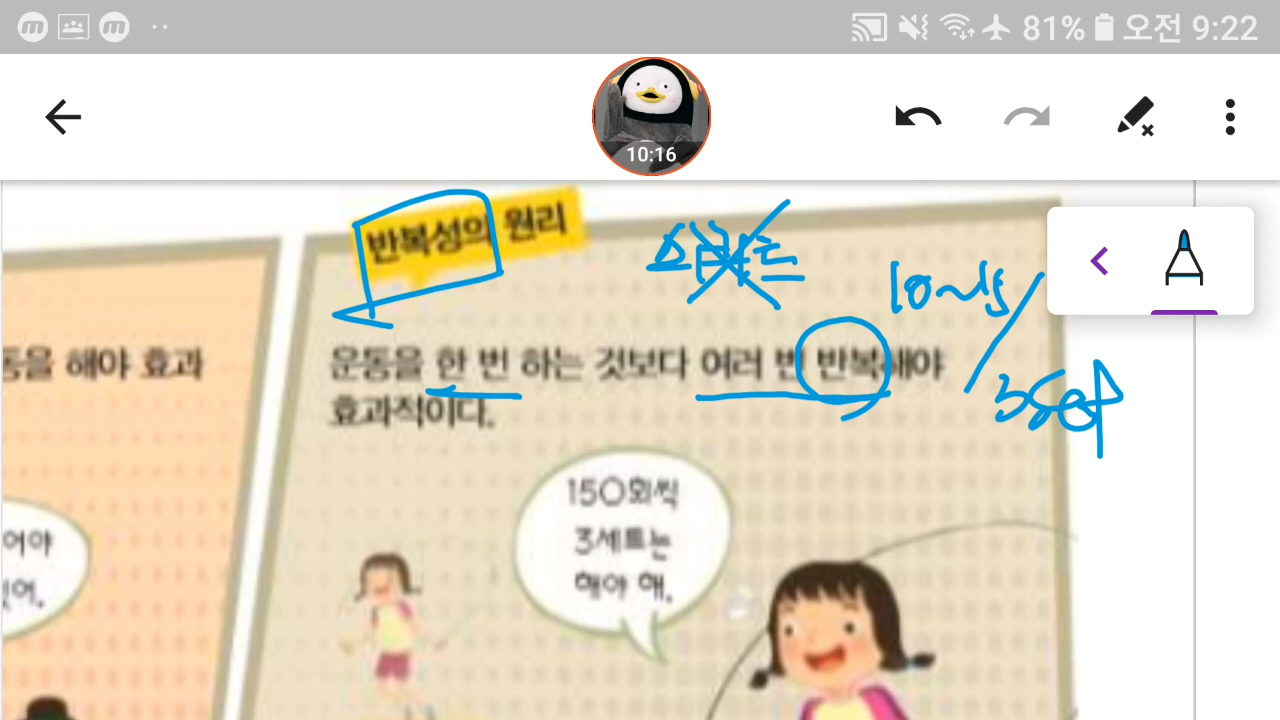 81% 오전 9:22
10:16
반복성의 원리
10~15/
3set
동을 해야 효과
운동을 한 번 하는 것보다 여러 번 반복해야
효과적이다.
150회씩
3세트는
해야 해.
어야
있어.